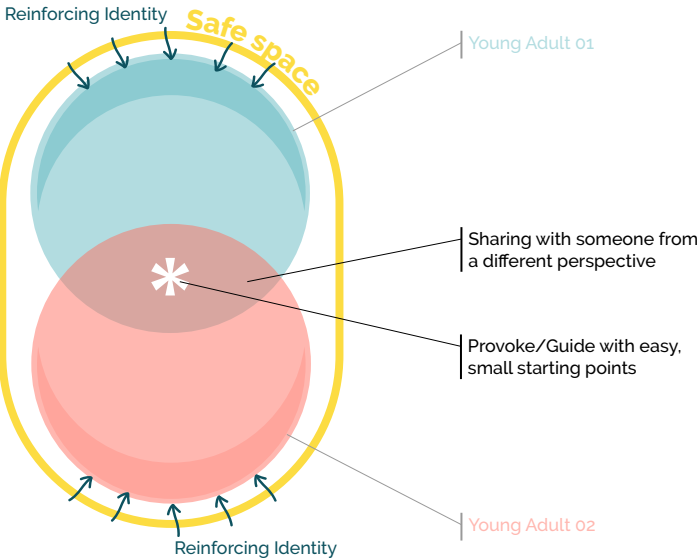 Reinforcing Identity
Safe space
Young Adult 01
Sharing with someone from
a different perspective
Provoke/Guide with easy,
small starting points
Young Adult 02
Reinforcing Identity